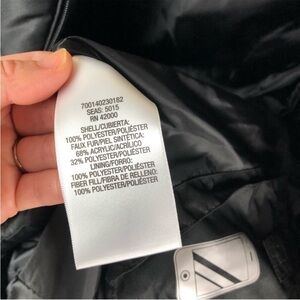 700140230182
SEAS: 5015
RN 42000
SHELL/CUBIERTA:
100% POLYESTER/POLIÉSTER
FAUX FUR/PIEL SINTÉTICA:
68% ACRYLIC/ACRÍLICO
32% POLYESTER/POLIÉSTER
LINING/FORRO:
100% POLYESTER/POLIÉSTER
FIBER FILL/FIBRA DE RELLENO:
100% POLYESTER/POLIÉSTER